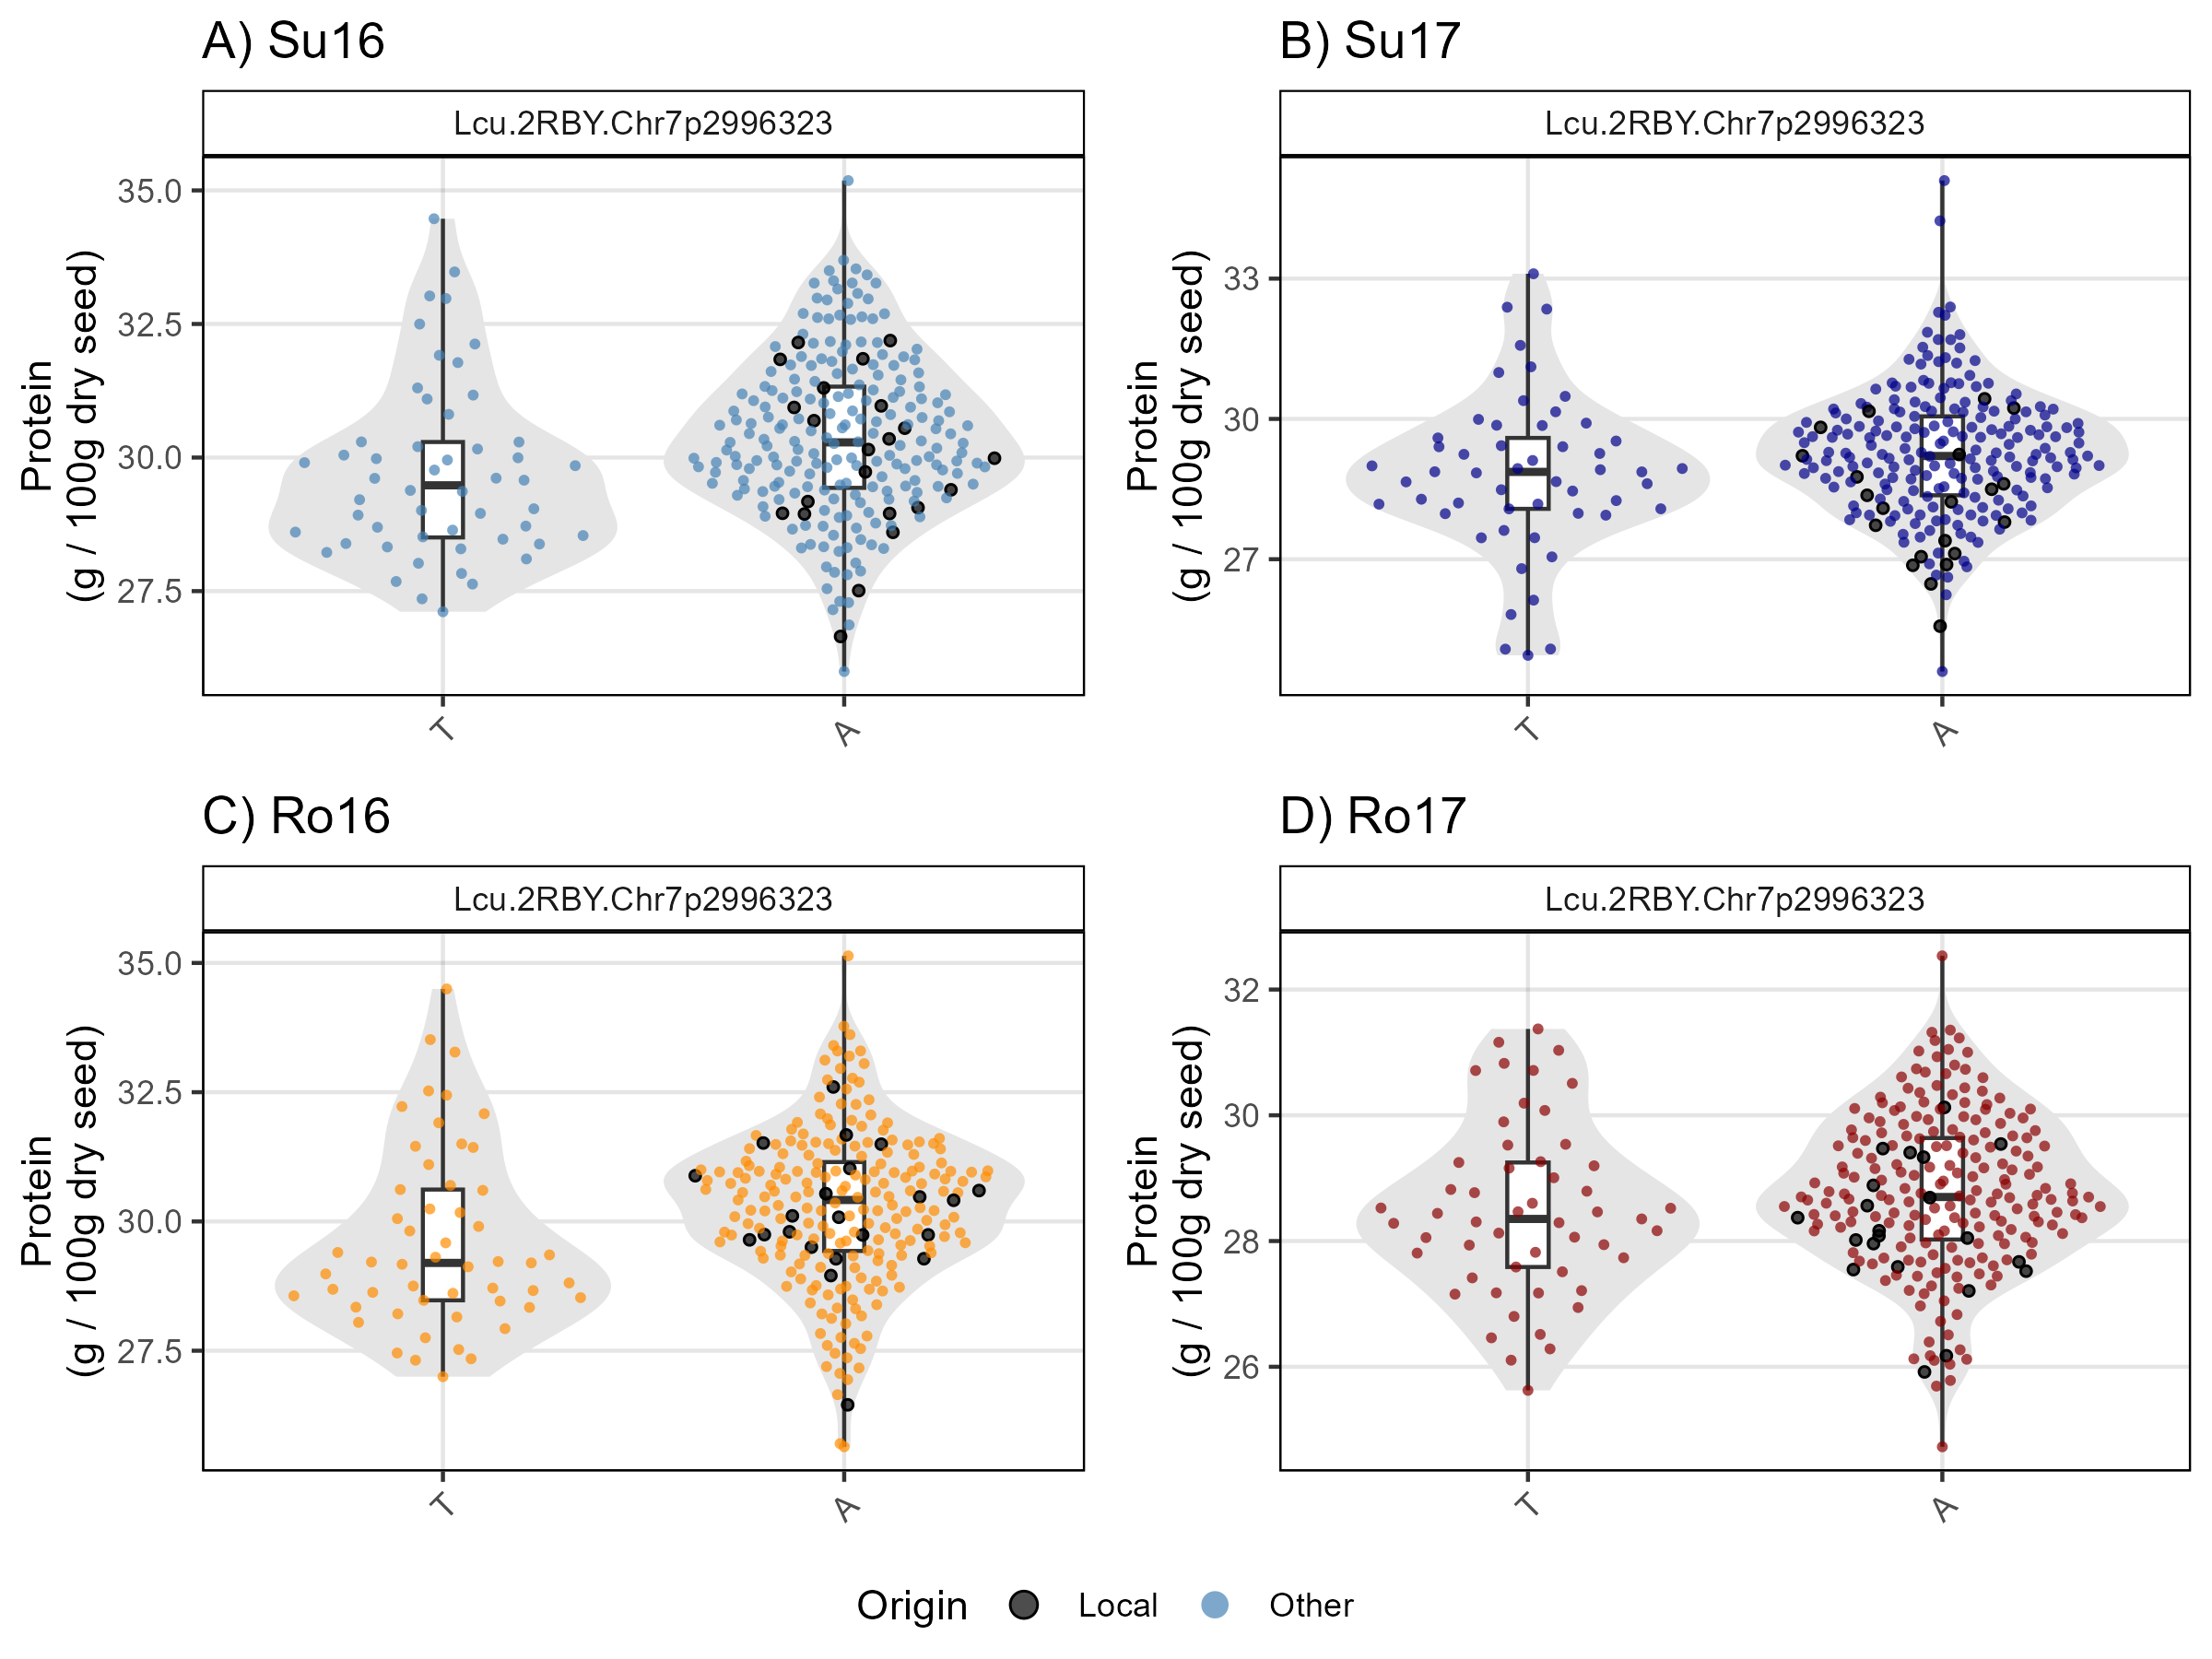 A) Su16
Lcu.2RBY.Chr7p2996323
Protein
(g / 100g dry seed)
35.0
32.5
30.0
27.5
T
A
B) Su17
Lcu.2RBY.Chr7p2996323
Protein
(g / 100g dry seed)
33
30
27
T
A
C) Ro16
Lcu.2RBY.Chr7p2996323
Protein
(g / 100g dry seed)
35.0
32.5
30.0
27.5
T
A
D) Ro17
Lcu.2RBY.Chr7p2996323
Protein
(g / 100g dry seed)
32
30
28
26
T
A
Origin Local Other